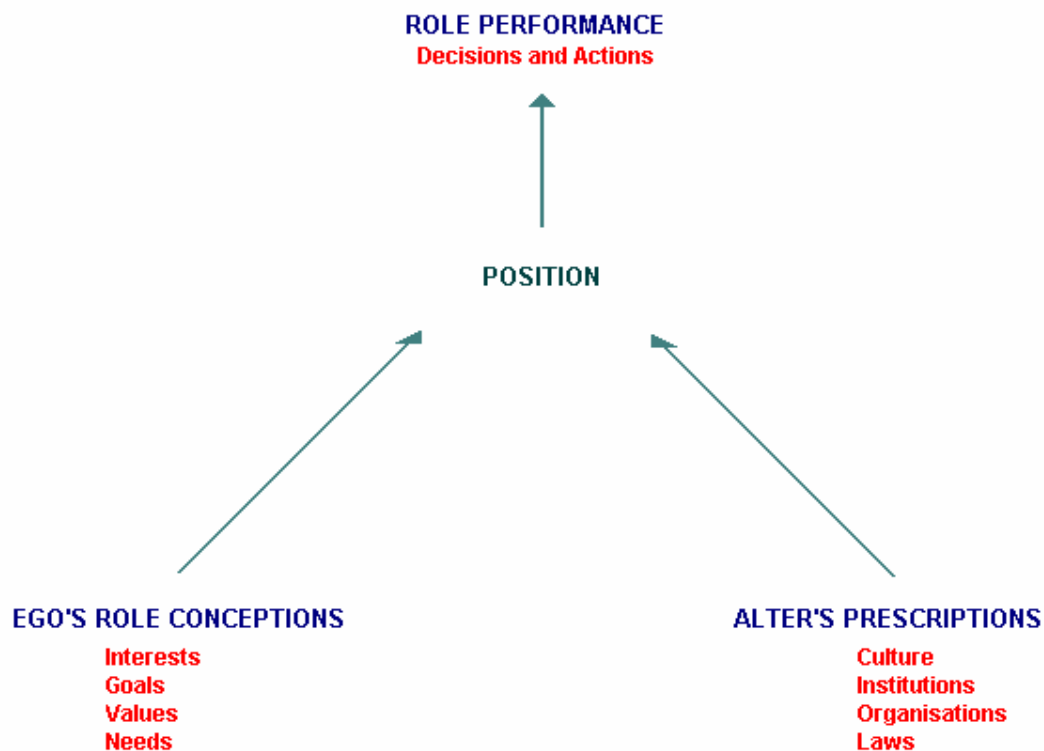 ROLE PERFORMANCE
Decisions and Actions
POSITION
EGO'S ROLE CONCEPTIONS
Interests
Goals
Values
Needs
ALTER'S PRESCRIPTIONS
Culture
Institutions
Organisations
Laws